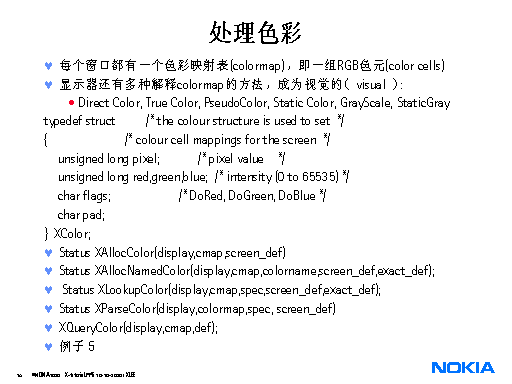 处理色彩
每个窗口都有一个色彩映射表(colormap)，即一组RGB色元(color cells)
显示器还有多种解释colormap的方法，成为视觉的( visual ):
Direct Color, True Color, PseudoColor, Static Color, GrayScale, StaticGray
typedef struct /* the colour structure is used to set */
{ /* colour cell mappings for the screen */
unsigned long pixel; /* pixel value */
unsigned long red,green,blue; /* intensity (0 to 65535) */
char flags; /* DoRed, DoGreen, DoBlue */
char pad;
} XColor;
Status XAllocColor(display,cmap,screen_def)
Status XAllocNamedColor(display,cmap,colorname,screen_def,exact_def);
Status XLookupColor(display,cmap,spec,screen_def,exact_def);
Status XParseColor(display,colormap,spec, screen_def)
XQueryColor(display,cmap,def);
例子 5
NOKIA